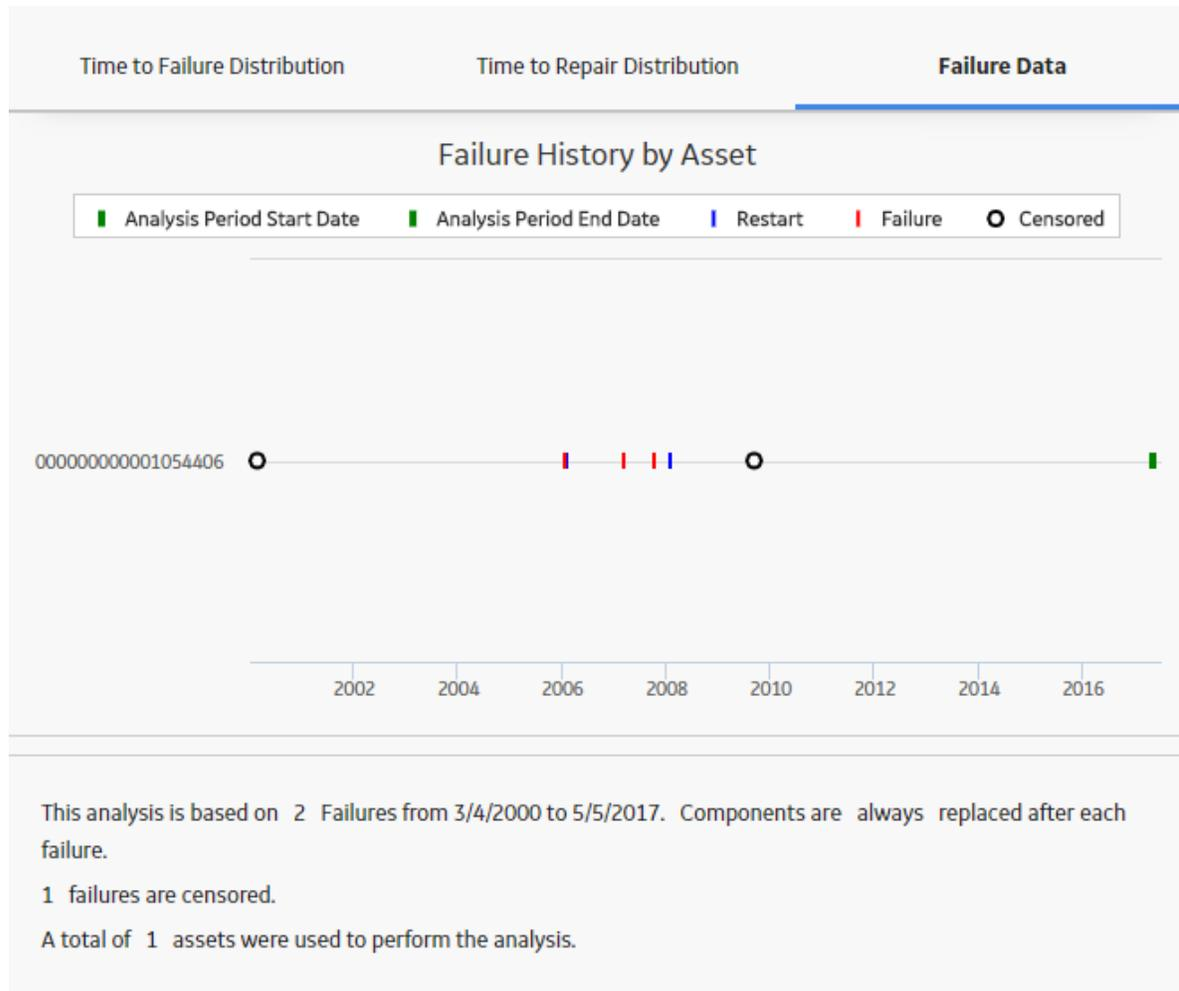 Time to Failure Distribution Time to Repair Distribution Failure Data
Failure History by Asset
Analysis Period Start Date Analysis Period End Date Restart Failure Censored
000000000001054406
2002 2004 2006 2008 2010 2012 2014 2016
This analysis is based on 2 Failures from 3/4/2000 to 5/5/2017. Components are always replaced after each
failure.
1 failures are censored.
A total of 1 assets were used to perform the analysis.